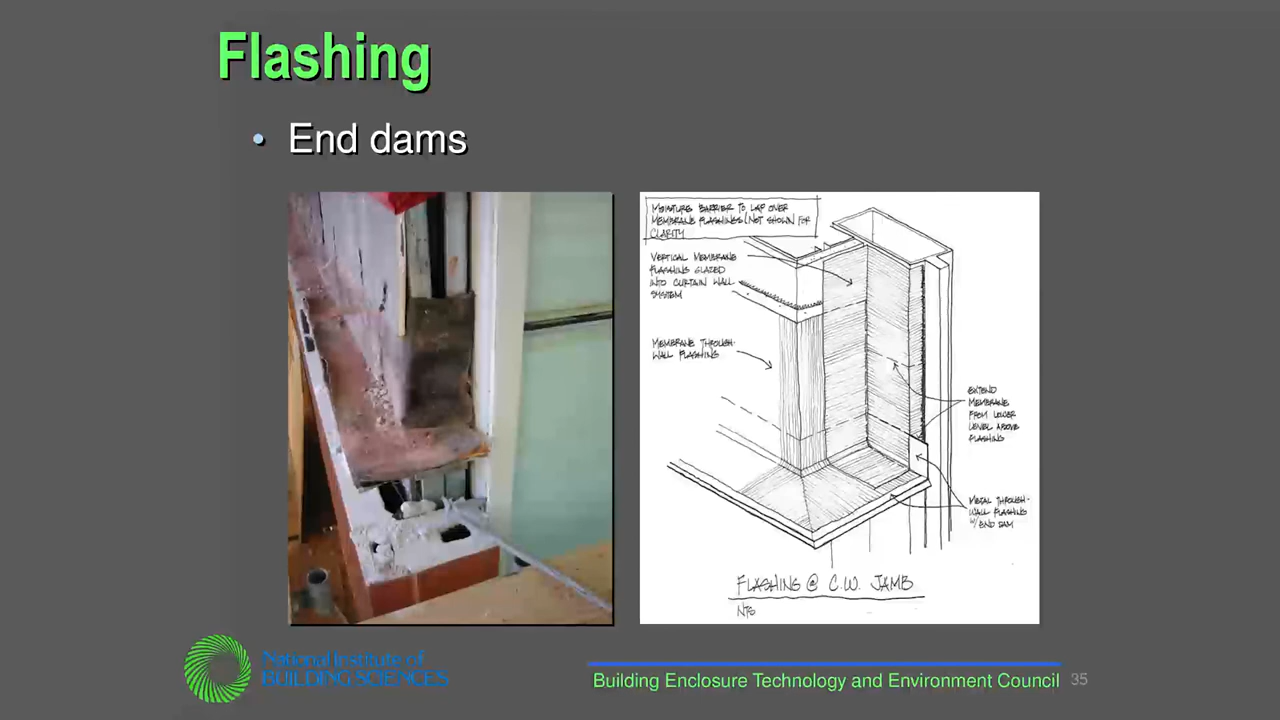 Flashing
• End dams
MOISTURE BARRIER TO LAP OVER
MEMBRANE FLASHINGS (NOT SHOWN FOR
CLARITY
VERTICAL MEMBRANE
FLASHING GLAZED
INTO CURTAIN WALL
SYSTEM
MEMBRANE THROUGH-
WALL FLASHING
EXTEND
MEMBRANE
FROM LOWER
LEVEL ABOVE
FLASHING
METAL THROUGH-
WALL FLASHING
W/ END DAM
FLASHING @ C.W. JAMB
NTS
National Institute of
BUILDING SCIENCES
Building Enclosure Technology and Environment Council 35